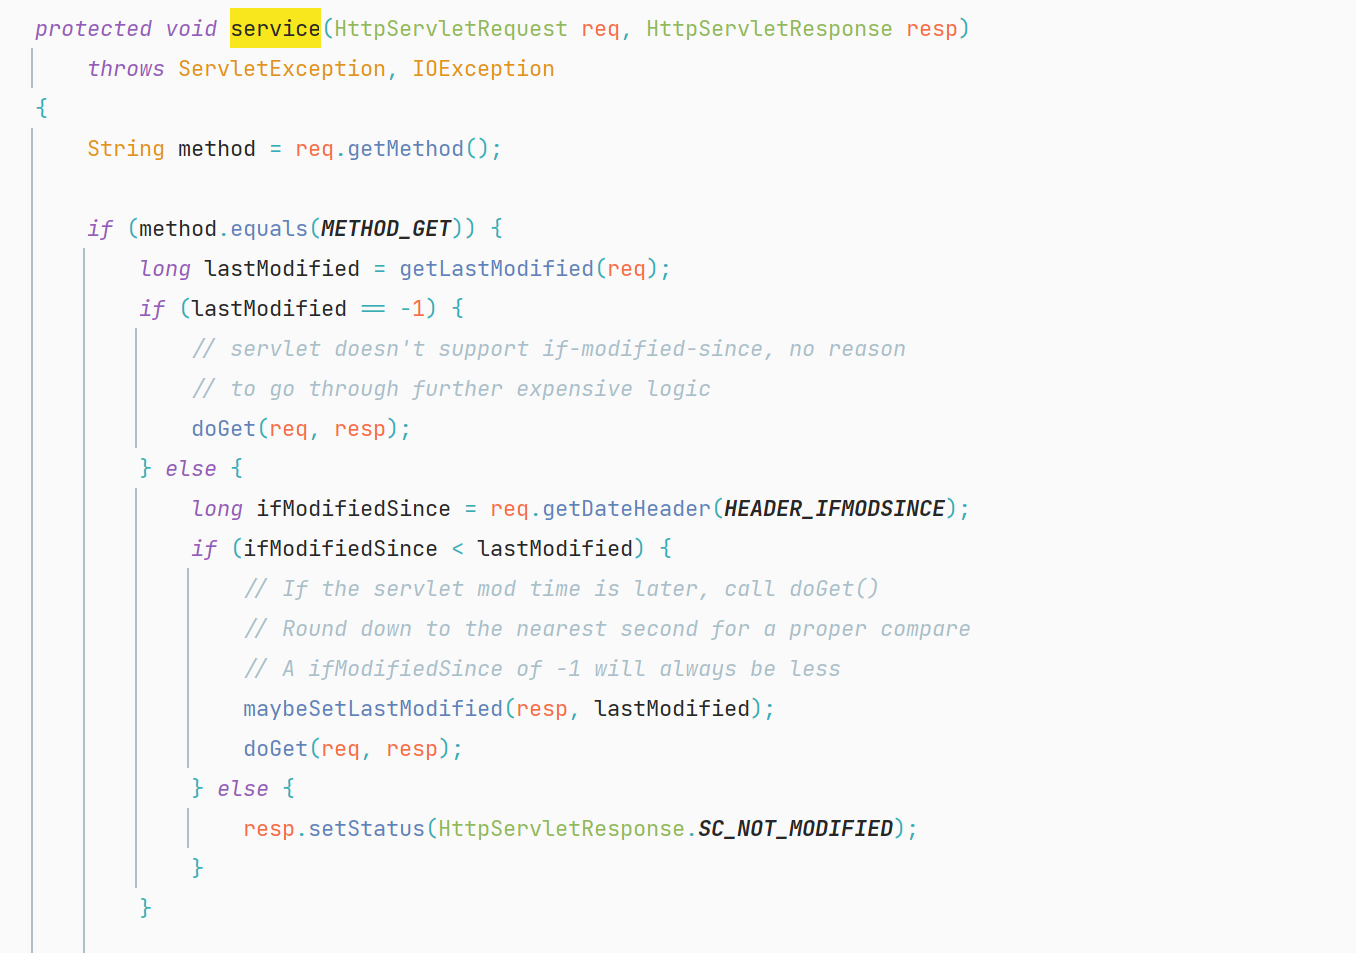 protected void service(HttpServletRequest req, HttpServletResponse resp)
throws ServletException, IOException
{
String method = req.getMethod();
if (method.equals(METHOD_GET)) {
long lastModified = getLastModified(req);
if (lastModified == -1) {
// servlet doesn't support if-modified-since, no reason
// to go through further expensive logic
doGet(req, resp);
} else {
long ifModifiedSince = req.getDateHeader(HEADER_IFMODSINCE);
if (ifModifiedSince < lastModified) {
// If the servlet mod time is later, call doGet()
// Round down to the nearest second for a proper compare
// A ifModifiedSince of -1 will always be less
maybeSetLastModified(resp, lastModified);
doGet(req, resp);
} else {
resp.setStatus(HttpServletResponse.SC_NOT_MODIFIED);
}
}